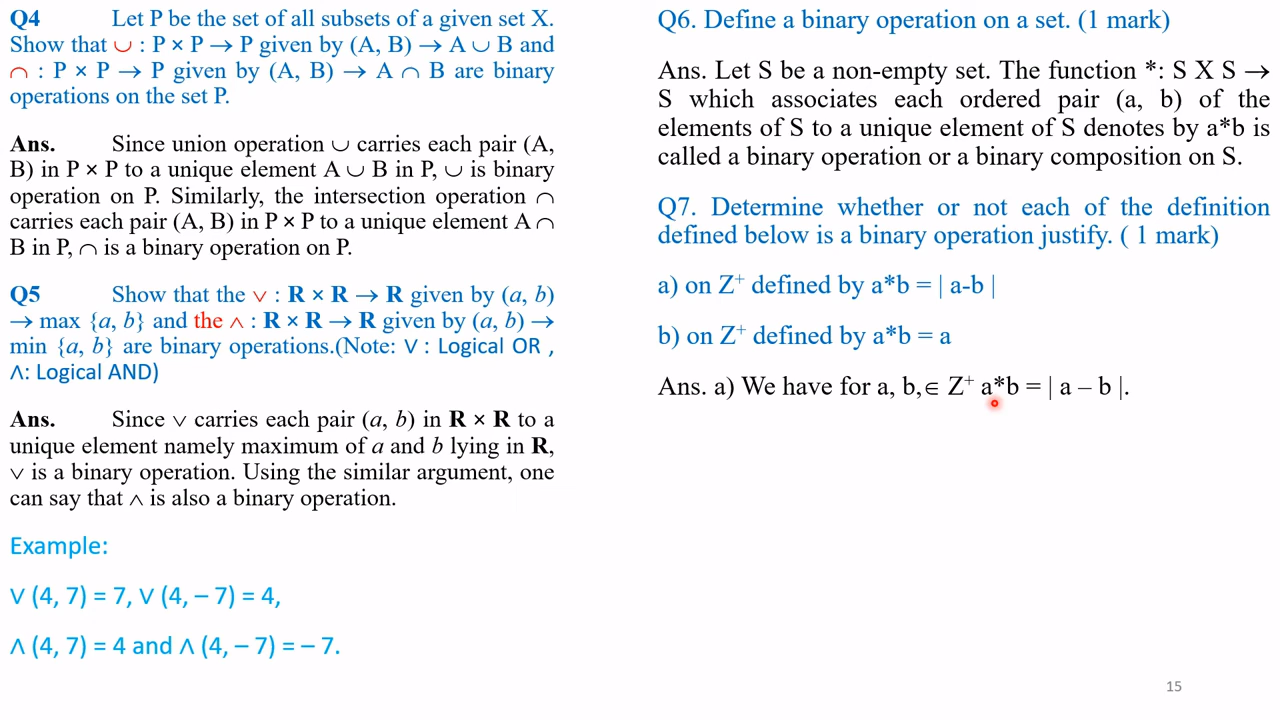 Q4 Let P be the set of all subsets of a given set X.
Show that ∪ : P × P → P given by (A, B) → A ∪ B and
∩ : P × P → P given by (A, B) → A ∩ B are binary
operations on the set P.
Ans. Since union operation ∪ carries each pair (A,
B) in P × P to a unique element A ∪ B in P, ∪ is binary
operation on P. Similarly, the intersection operation ∩
carries each pair (A, B) in P × P to a unique element A ∩
B in P, ∩ is a binary operation on P.
Q5 Show that the ∨ : R × R → R given by (a, b)
→ max {a, b} and the ∧ : R × R → R given by (a, b) →
min {a, b} are binary operations.(Note: ∨ : Logical OR ,
∧: Logical AND)
Ans. Since ∨ carries each pair (a, b) in R × R to a
unique element namely maximum of a and b lying in R,
∨ is a binary operation. Using the similar argument, one
can say that ∧ is also a binary operation.
Example:
∨ (4, 7) = 7, ∨ (4, – 7) = 4,
∧ (4, 7) = 4 and ∧ (4, – 7) = – 7.
Q6. Define a binary operation on a set. (1 mark)
Ans. Let S be a non-empty set. The function *: S X S →
S which associates each ordered pair (a, b) of the
elements of S to a unique element of S denotes by a*b is
called a binary operation or a binary composition on S.
Q7. Determine whether or not each of the definition
defined below is a binary operation justify. ( 1 mark)
a) on Z⁺ defined by a*b = | a-b |
b) on Z⁺ defined by a*b = a
Ans. a) We have for a, b,∈ Z⁺ a*b = | a – b |.
15